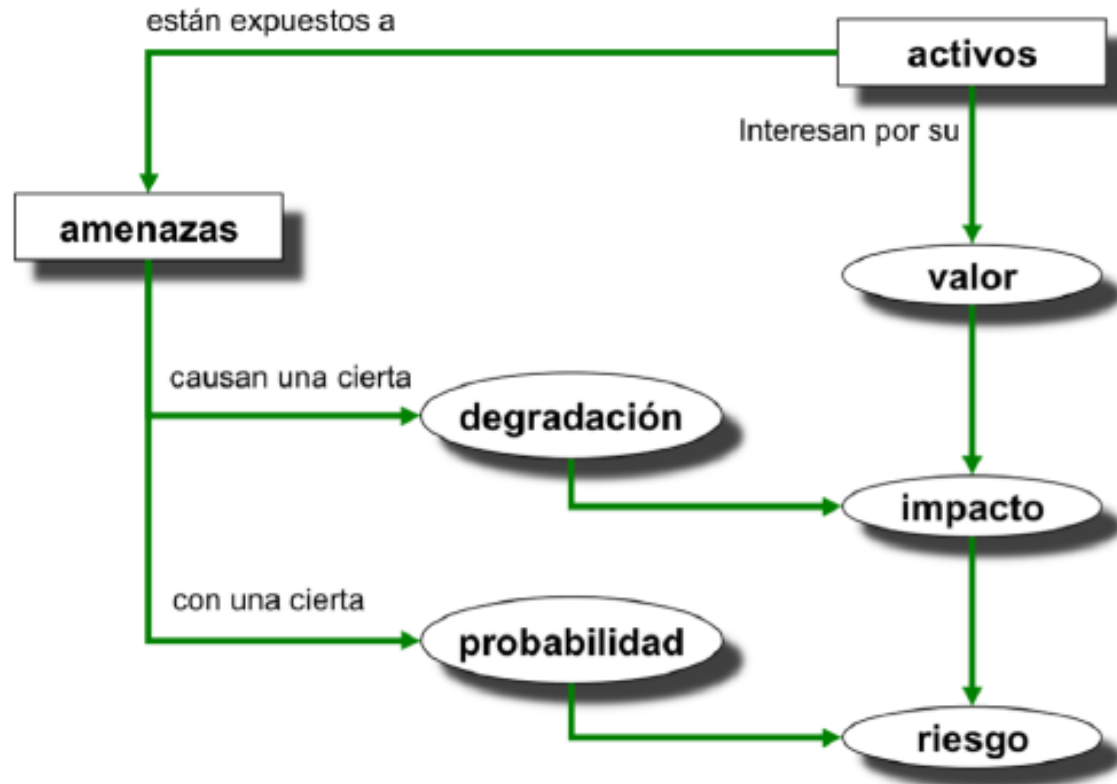 están expuestos a
activos
Interesan por su
amenazas
valor
causan una cierta
degradación
impacto
con una cierta
probabilidad
riesgo